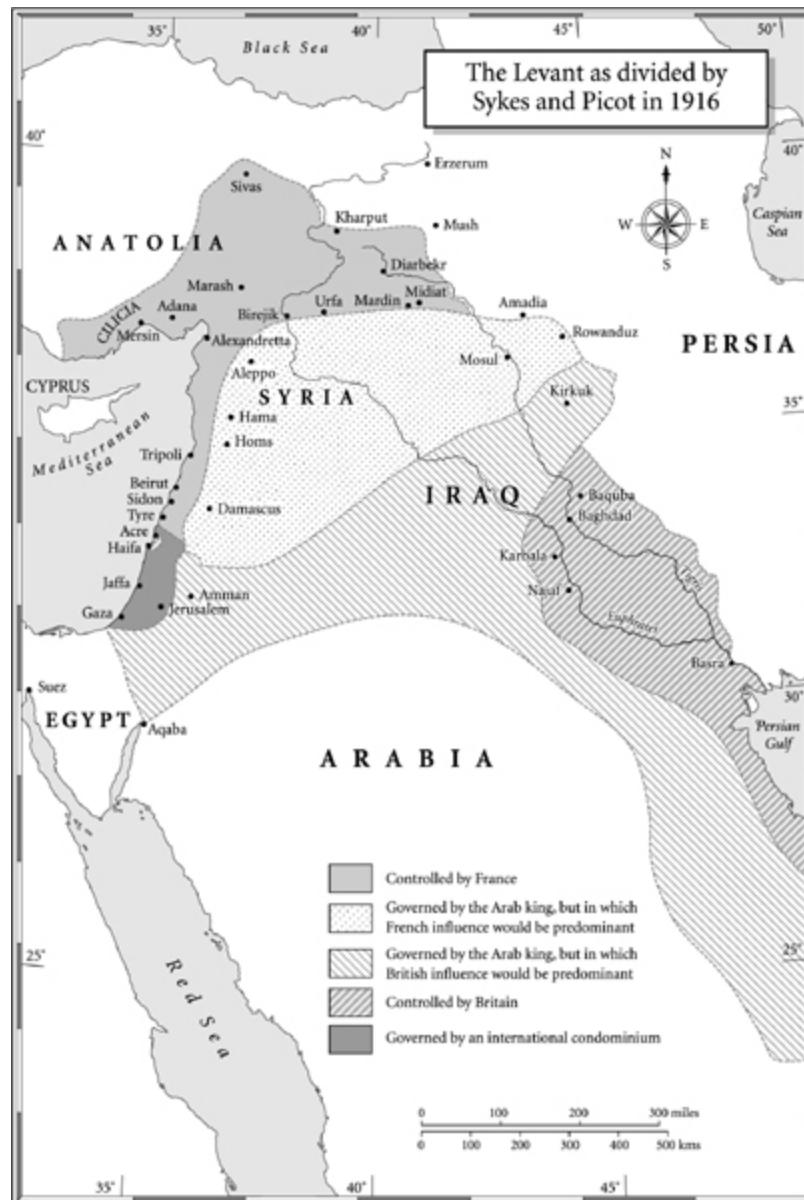 35°
40°
45°
50°
Black Sea
The Levant as divided by
Sykes and Picot in 1916
40°
40°
Erzerum
N
W
E
S
Caspian
Sea
Sivas
Kharput
Mush
ANATOLIA
Diarbekr
Marash
Midiat
Mardin
Urfa
Birejik
Adana
CILICIA
Mersin
Alexandretta
Amadia
Rowanduz
Mosul
PERSIA
Aleppo
CYPRUS
SYRIA
Kirkuk
35°
Mediterranean
Sea
Hama
Homs
Tripoli
Beirut
Sidon
Tyre
Acre
Haifa
Damascus
IRAQ
Baquba
Baghdad
Karbala
Najaf
Tigris
Euphrates
Jaffa
Amman
Jerusalem
Gaza
Basra
Suez
30°
EGYPT
Aqaba
Persian
Gulf
ARABIA
Controlled by France
Governed by the Arab king, but in which
French influence would be predominant
Governed by the Arab king, but in which
British influence would be predominant
Controlled by Britain
Governed by an international condominium
25°
25°
Red Sea
0 100 200 300 miles
0 100 200 300 400 500 kms
35°
40°
45°